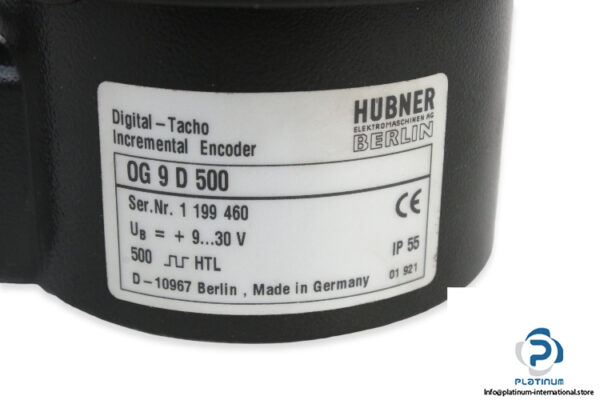 Digital-Tacho
Incremental Encoder
HÜBNER
ELEKTROMASCHINEN AG
BERLIN
OG 9 D 500
Ser.Nr. 1 199 460
CE
UB = + 9...30 V
IP 55
500 HTL
01 921
D-10967 Berlin , Made in Germany
PLATINUM
Info@platinum-international.store